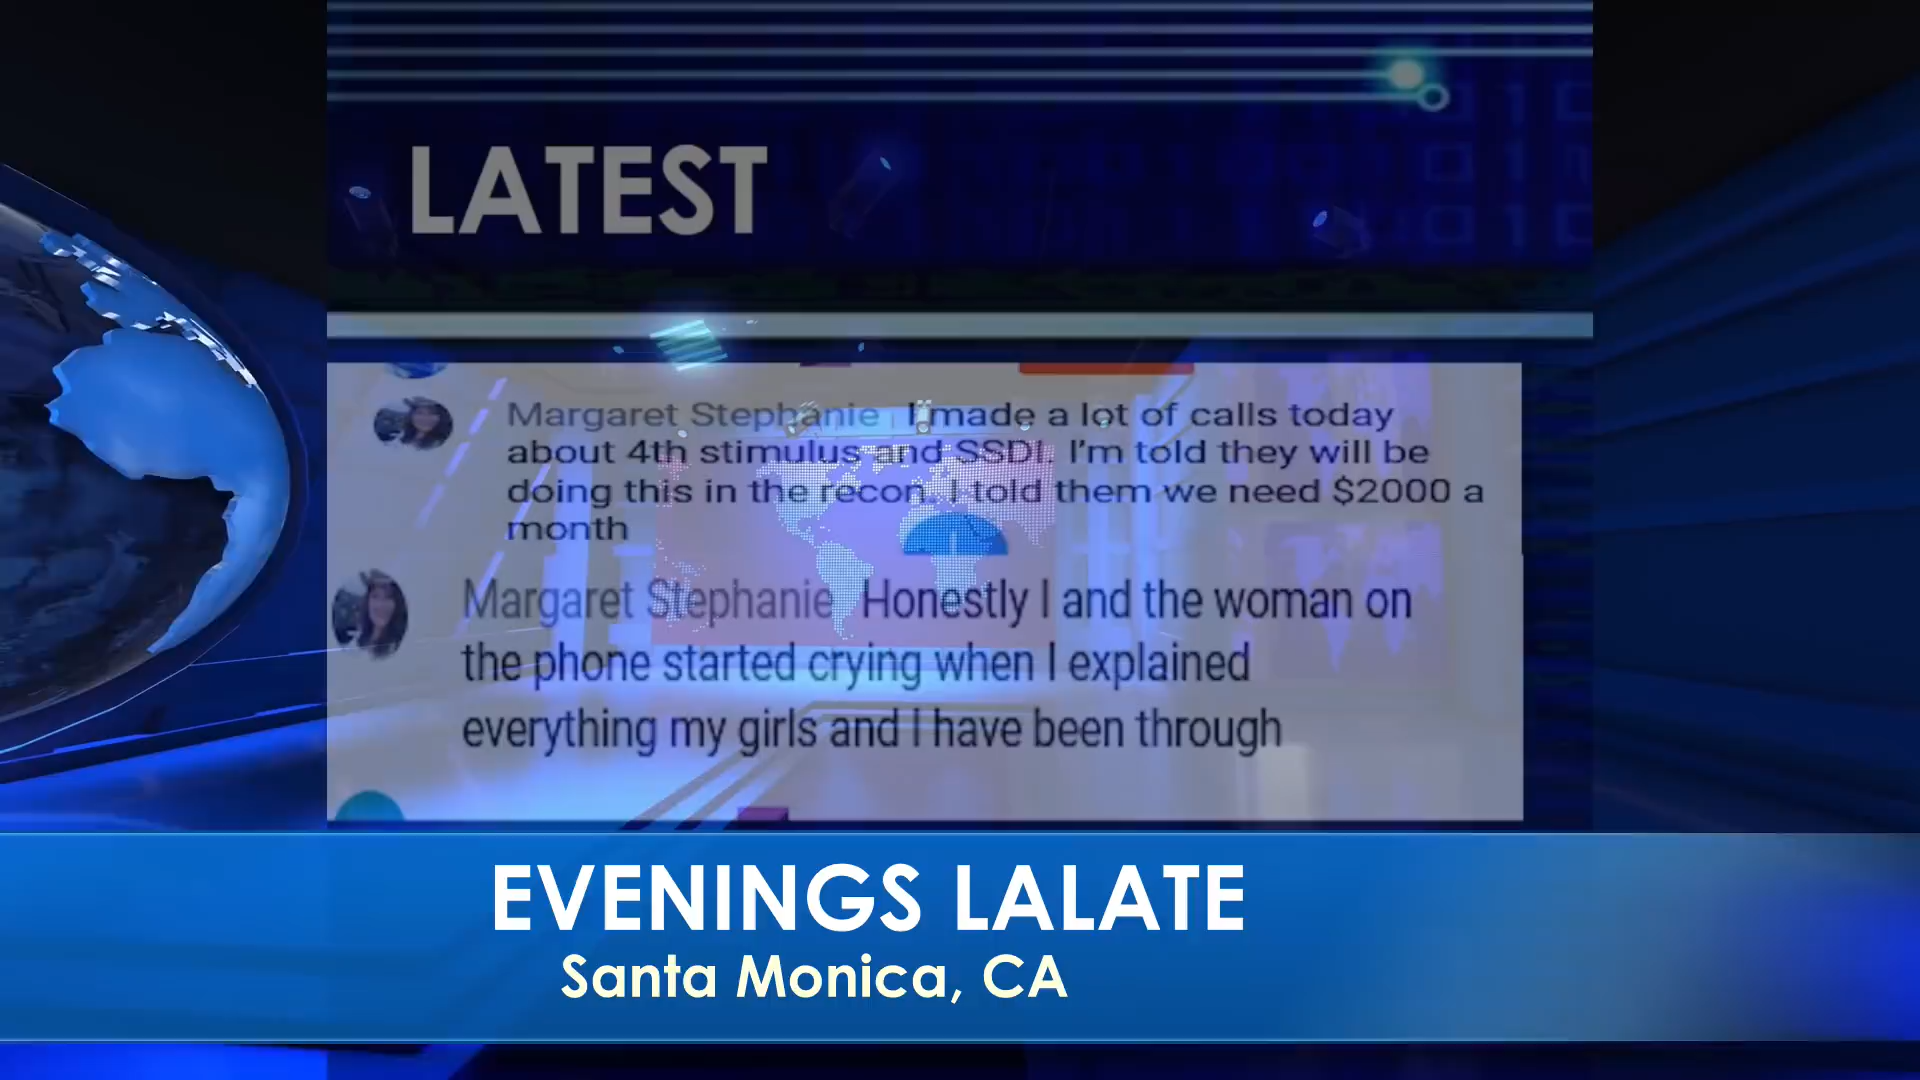 LATEST
Margaret Stephanie I made a lot of calls today
about 4th stimulus and SSDI. I'm told they will be
doing this in the recon. I told them we need $2000 a
month
Margaret Stephanie Honestly I and the woman on
the phone started crying when I explained
everything my girls and I have been through
EVENINGS LALATE
Santa Monica, CA